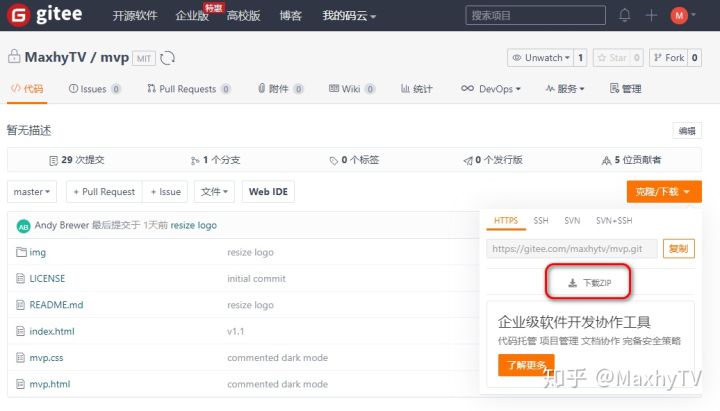 G gitee 开源软件 企业版 特惠 高校版 博客 我的码云 搜索项目 M
MaxhyTV / mvp MIT Unwatch 1 Star 0 Fork 0
代码 Issues 0 Pull Requests 0 附件 0 Wiki 0 统计 DevOps 服务 管理
暂无描述 编辑
29 次提交 1 个分支 0 个标签 0 个发行版 5 位贡献者
master + Pull Request + Issue 文件 Web IDE 克隆/下载
AB Andy Brewer 最后提交于 1天前 resize logo
HTTPS SSH SVN SVN+SSH
img resize logo
https://gitee.com/maxhytv/mvp.git 复制
LICENSE initial commit
下载ZIP
README.md resize logo
index.html v1.1
企业级软件开发协作工具
代码托管 项目管理 文档协作 完备安全策略
mvp.css commented dark mode
了解更多
mvp.html commented dark mode
知乎 @MaxhyTV